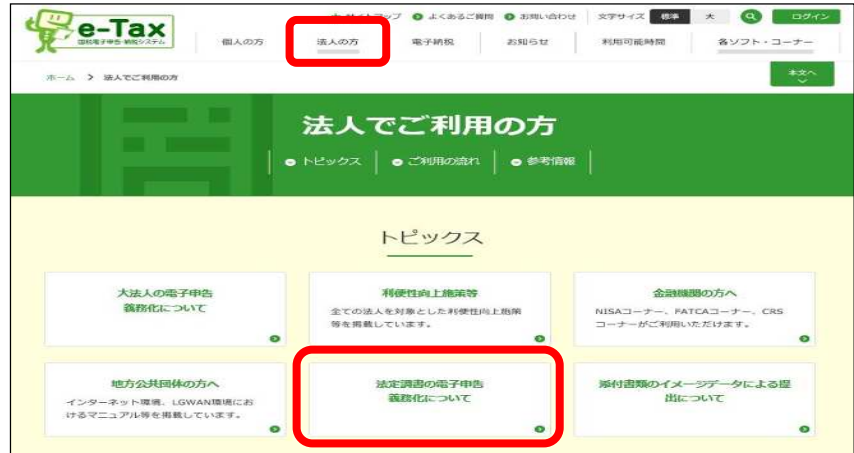 e-Tax
国税電子申告・納税システム
サイトマップ よくあるご質問 お問い合わせ 文字サイズ 標準 大 ログイン
個人の方 法人の方 電子納税 お知らせ 利用可能時間 各ソフト・コーナー
ホーム > 法人でご利用の方
本文へ
法人でご利用の方
トピックス ご利用の流れ 参考情報
トピックス
大法人の電子申告
義務化について
利便性向上施策等
全ての法人を対象とした利便性向上施策
等を掲載しています。
金融機関の方へ
NISAコーナー、FATCAコーナー、CRS
コーナーがご利用いただけます。
地方公共団体の方へ
インターネット環境、LGWAN環境にお
けるマニュアル等を掲載しています。
法定調書の電子申告
義務化について
添付書類のイメージデータによる提
出について